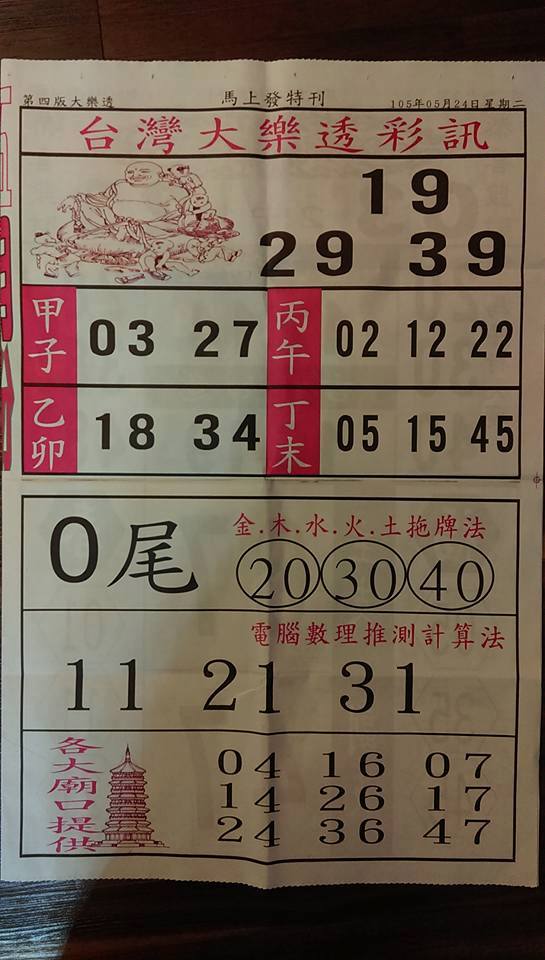 第四版大樂透 馬上發特刊 105年05月24日星期二
台灣大樂透彩訊
19
29 39
甲子 03 27 丙午 02 12 22
乙卯 18 34 丁末 05 15 45
0尾 金.木.水.火.土拖牌法
20 30 40
電腦數理推測計算法
11 21 31
各大廟口提供
04 16 07
14 26 17
24 36 47